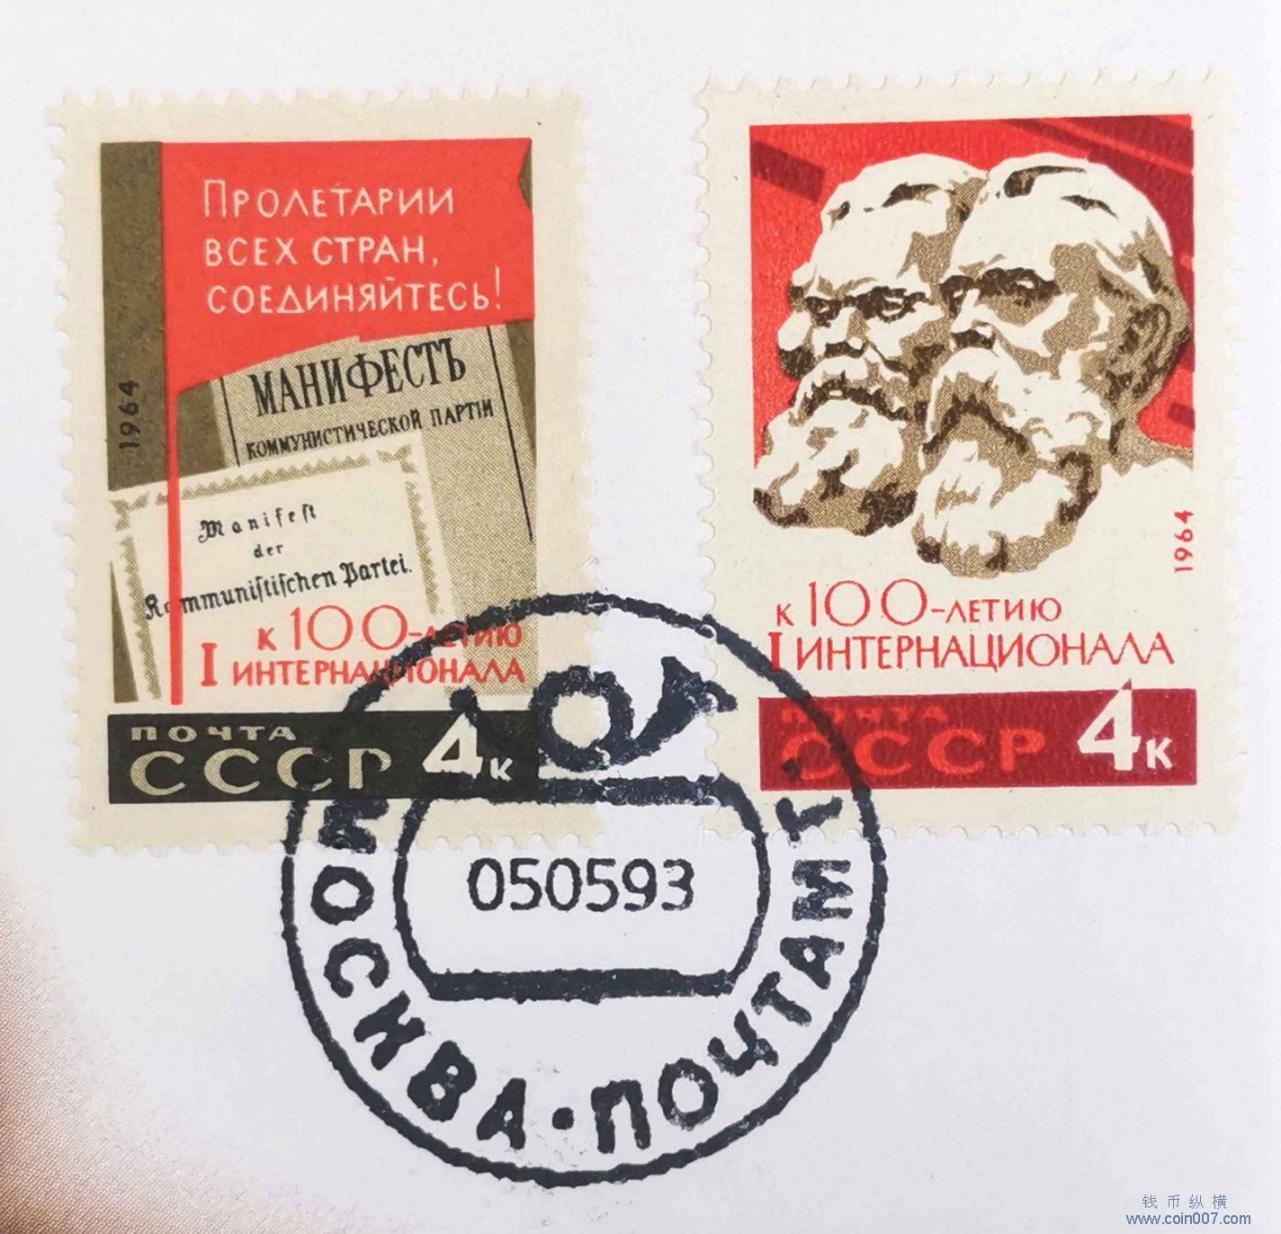 ПРОЛЕТАРИИ
ВСЕХ СТРАН,
СОЕДИНЯЙТЕСЬ!
МАНИФЕСТЪ
КОММУНИСТИЧЕСКОЙ ПАРТІИ
1964
Manifeſt
der
Kommuniſtiſchen Partei.
К 100-ЛЕТИЮ
I ИНТЕРНАЦИОНАЛА
ПОЧТА
СССР 4к
1964
К 100-ЛЕТИЮ
I ИНТЕРНАЦИОНАЛА
ПОЧТА
СССР 4к
050593
МОСКВА · ПОЧТАМТ ·
钱币纵横
www.coin007.com